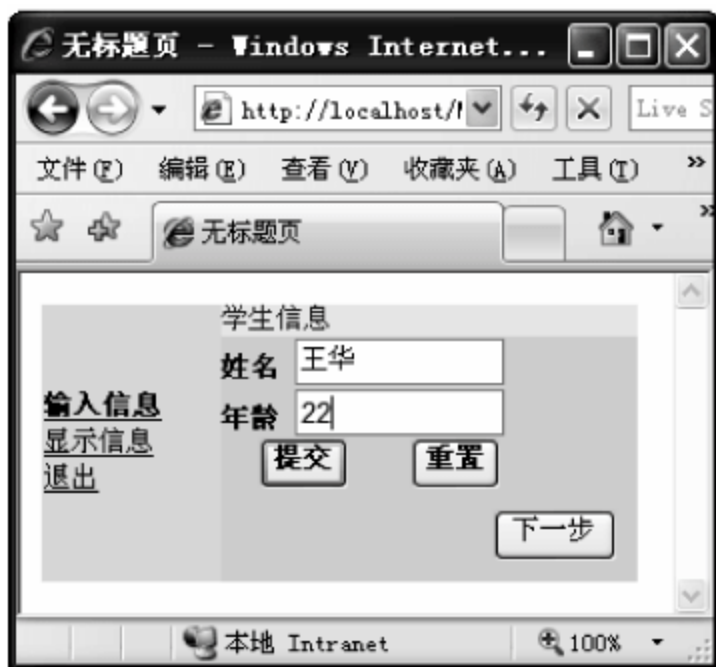 无标题页 - Windows Internet...
http://localhost/
Live S
文件(F) 编辑(E) 查看(V) 收藏夹(A) 工具(T) »
无标题页 »
学生信息
姓名 王华
输入信息
年龄 22
显示信息
提交 重置
退出
下一步
本地 Intranet 100%